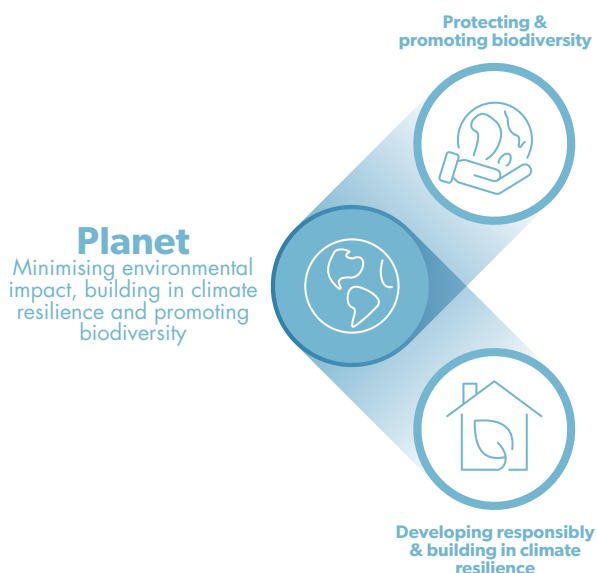 Protecting &
promoting biodiversity
Planet
Minimising environmental
impact, building in climate
resilience and promoting
biodiversity
Developing responsibly
& building in climate
resilience